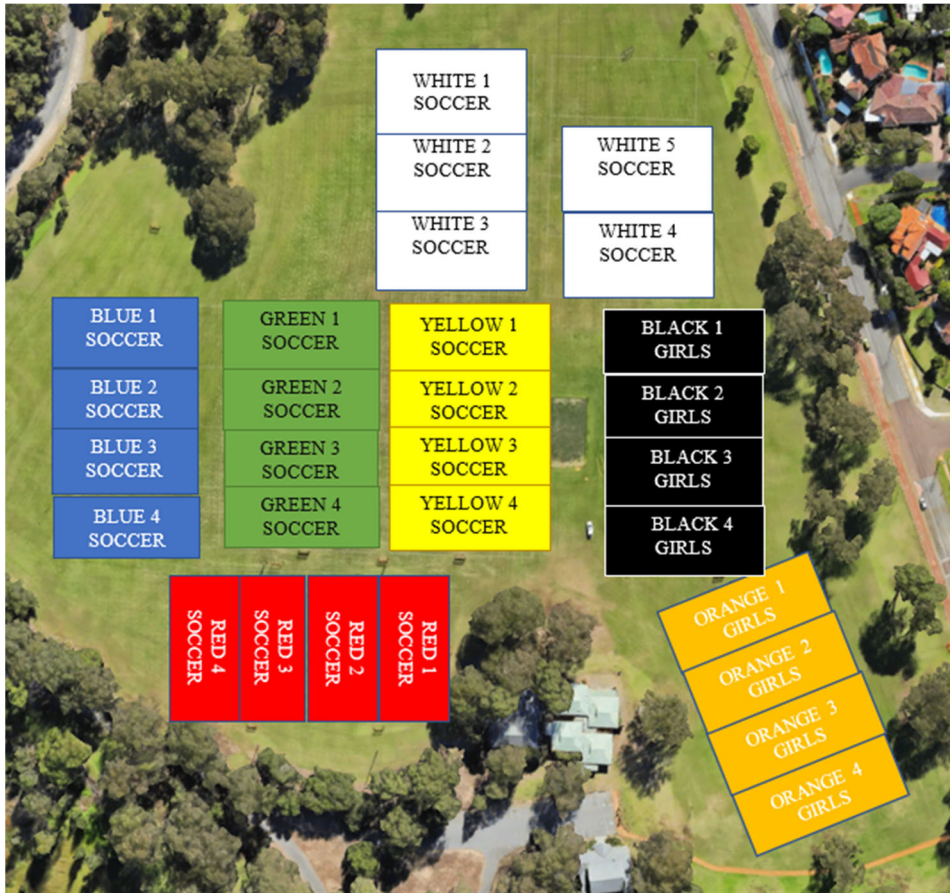 WHITE 1
SOCCER
WHITE 2
SOCCER
WHITE 3
SOCCER
WHITE 5
SOCCER
WHITE 4
SOCCER
BLUE 1
SOCCER
BLUE 2
SOCCER
BLUE 3
SOCCER
BLUE 4
SOCCER
GREEN 1
SOCCER
GREEN 2
SOCCER
GREEN 3
SOCCER
GREEN 4
SOCCER
YELLOW 1
SOCCER
YELLOW 2
SOCCER
YELLOW 3
SOCCER
YELLOW 4
SOCCER
BLACK 1
GIRLS
BLACK 2
GIRLS
BLACK 3
GIRLS
BLACK 4
GIRLS
RED 4
SOCCER
RED 3
SOCCER
RED 2
SOCCER
RED 1
SOCCER
ORANGE 1
GIRLS
ORANGE 2
GIRLS
ORANGE 3
GIRLS
ORANGE 4
GIRLS